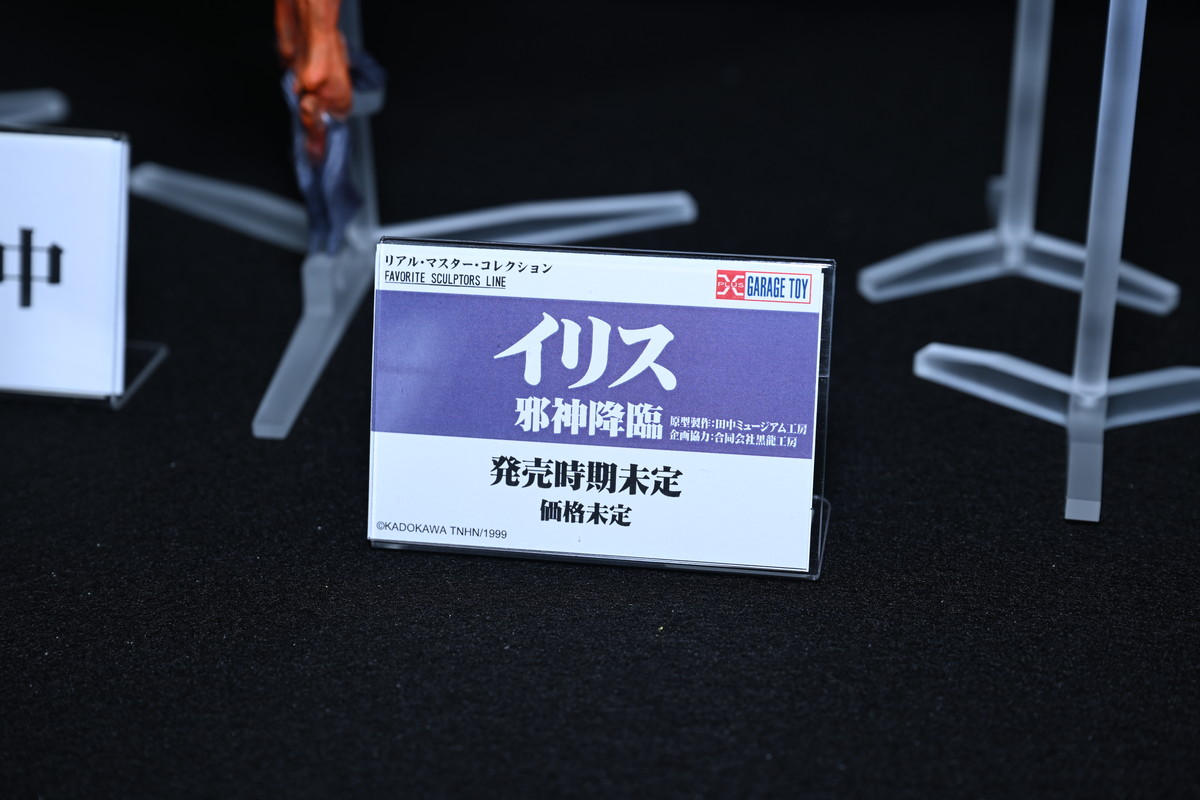 中
リアル・マスター・コレクション
FAVORITE SCULPTORS LINE
X PLUS GARAGE TOY
イリス
邪神降臨
原型製作:田中ミュージアム工房
企画協力:合同会社黒龍工房
発売時期未定
価格未定
©KADOKAWA TNHN/1999